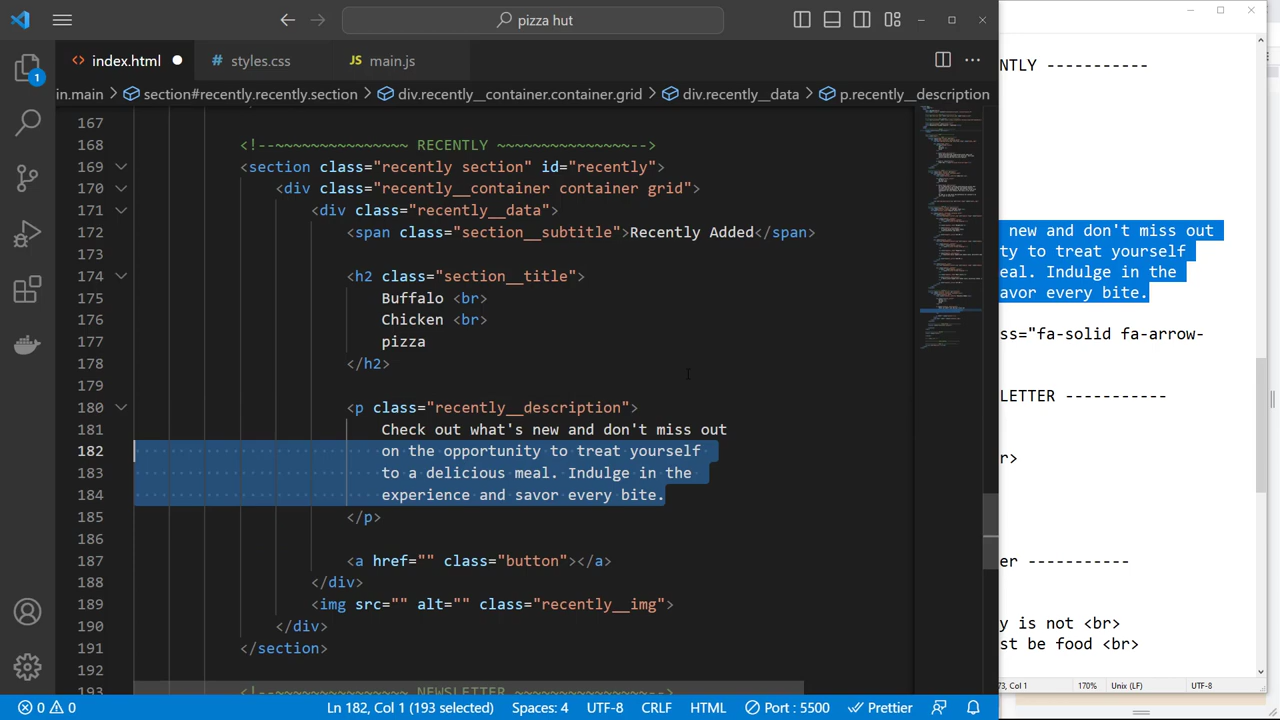 pizza hut
index.html
# styles.css
JS main.js
in.main > section#recently.recently.section > div.recently__container.container.grid > div.recently__data > p.recently__description
1
167
168 <!--~~~~~~~~~~~~~~~ RECENTLY ~~~~~~~~~~~~~~~-->
169 <section class="recently section" id="recently">
170 <div class="recently__container container grid">
171 <div class="recently__data">
172 <span class="section__subtitle">Recently Added</span>
173
174 <h2 class="section__title">
175 Malo <br>
176 Chicken <br>
177 pizza
178 </h2>
179
180 <p class="recently__description">
181 Check out what's new and don't miss out
182 on the opportunity to treat yourself
183 to a delicious meal. Indulge in the
184 experience and savor every bite.
185 </p>
186
187 <a href="" class="button"></a>
188 </div>
189 <img src="" alt="" class="recently__img">
190 </div>
191 </section>
192
193 <!--~~~~~~~~~~~~~~~ NEWSLETTER ~~~~~~~~~~~~~~~-->
0 0
Ln 182, Col 1 (193 selected)
Spaces: 4
UTF-8
CRLF
HTML
Port : 5500
Prettier
NTLY -----------
new and don't miss out
ty to treat yourself
eal. Indulge in the
avor every bite.
ss="fa-solid fa-arrow-
LETTER -----------
r>
er -----------
y is not <br>
st be food <br>
73, Col 1
170%
Unix (LF)
UTF-8